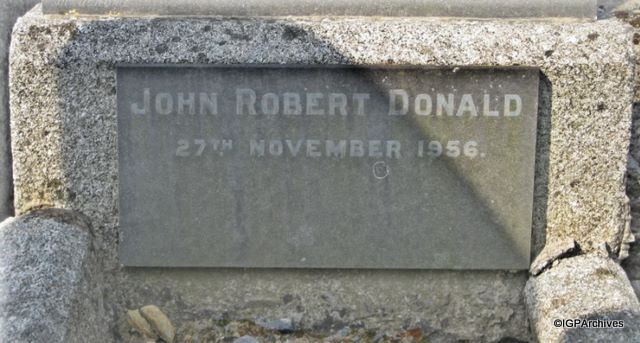 JOHN ROBERT DONALD
27TH NOVEMBER 1956.
©IGPArchives